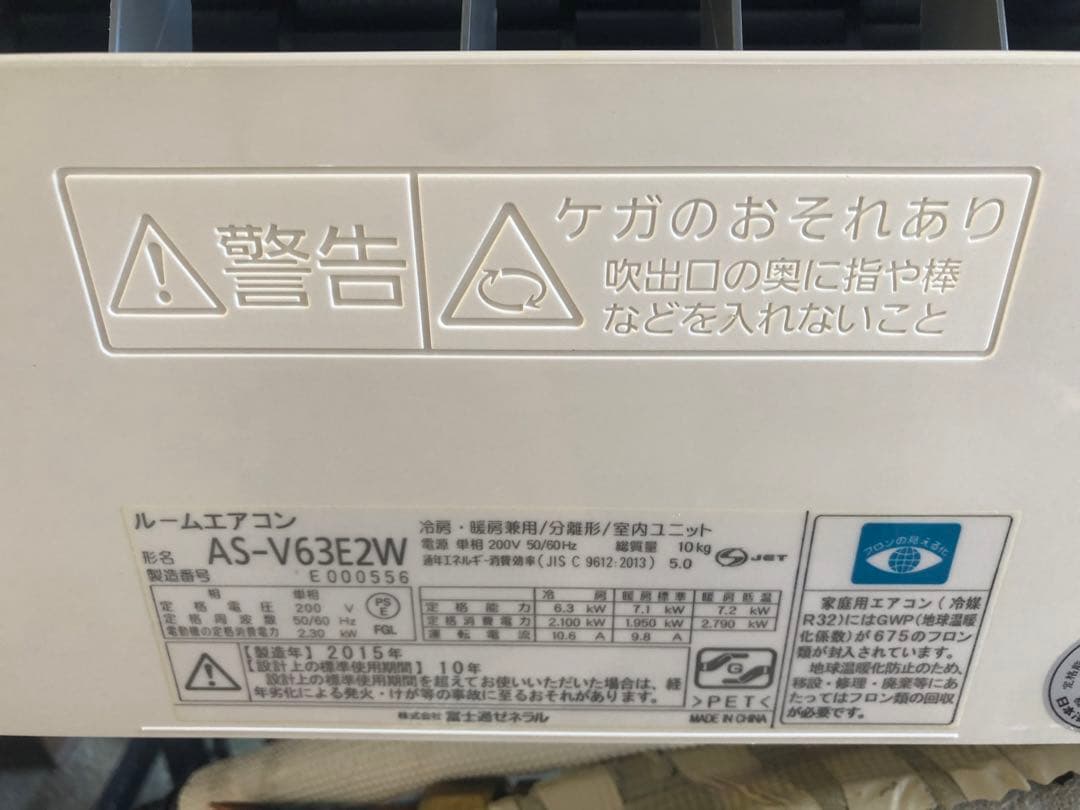 警告
ケガのおそれあり
吹出口の奥に指や棒
などを入れないこと
ルームエアコン
形名 AS-V63E2W
製造番号 E000556
冷房・暖房兼用/分離形/室内ユニット
電源 単相 200V 50/60Hz 総質量 10kg
通年エネルギー消費効率(JIS C 9612:2013) 5.0
JET
相 単相
定格電圧 200 V
定格周波数 50/60 Hz
電動機の定格消費電力 2.30 kW
PS
E
FGL
冷房 暖房標準 暖房低温
定格能力 6.3 kW 7.1 kW 7.2 kW
定格消費電力 2.100 kW 1.950 kW 2.790 kW
運転電流 10.6 A 9.8 A
【製造年】2015年
【設計上の標準使用期間】10年
設計上の標準使用期間を超えてお使いいただいた場合は、経
年劣化による発火・けが等の事故に至るおそれがあります。
G
>PET<
株式会社 富士通ゼネラル
MADE IN CHINA
フロンの見える化
家庭用エアコン(冷媒
R32)にはGWP(地球温暖
化係数)が675のフロン
類が封入されています。
地球温暖化防止のため、
移設・修理・廃棄等にあ
たってはフロン類の回収
が必要です。